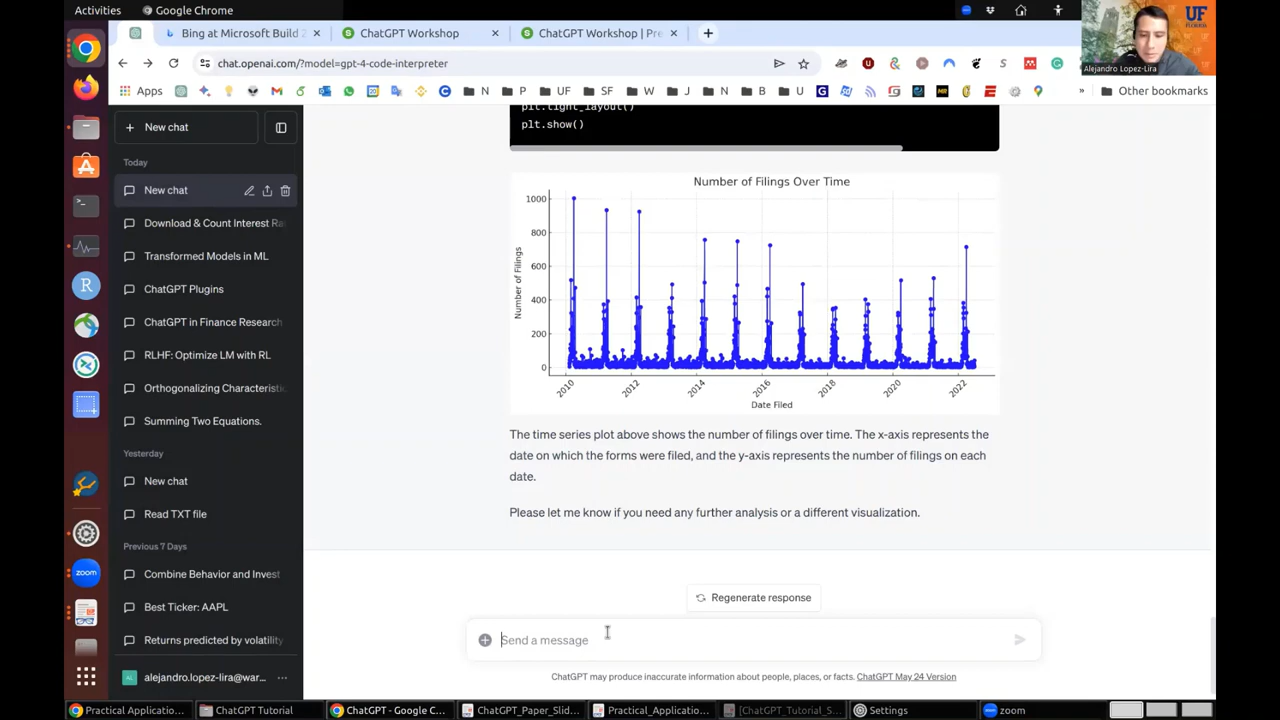 Activities
Google Chrome
UF
Alejandro Lopez-Lira
Bing at Microsoft Build 2
ChatGPT Workshop
ChatGPT Workshop | Pre
chat.openai.com/?model=gpt-4-code-interpreter
Apps
N
P
UF
SF
W
J
N
B
U
Other bookmarks
New chat
Today
New chat
Download & Count Interest Ra
Transformed Models in ML
ChatGPT Plugins
ChatGPT in Finance Research
RLHF: Optimize LM with RL
Orthogonalizing Characteristic
Summing Two Equations.
Yesterday
New chat
Read TXT file
Previous 7 Days
Combine Behavior and Invest
Best Ticker: AAPL
Returns predicted by volatility
alejandro.lopez-lira@war...
zoom
plt.tight_layout()
plt.show()
Number of Filings Over Time
1000
800
600
400
200
0
Number of Filings
2010
2012
2014
2016
2018
2020
2022
Date Filed
The time series plot above shows the number of filings over time. The x-axis represents the
date on which the forms were filed, and the y-axis represents the number of filings on each
date.
Please let me know if you need any further analysis or a different visualization.
Regenerate response
Send a message
ChatGPT may produce inaccurate information about people, places, or facts. ChatGPT May 24 Version
Practical Applicatio...
ChatGPT Tutorial
ChatGPT - Google C...
ChatGPT_Paper_Slid...
Practical_Applicatio...
[ChatGPT_Tutorial_S...
Settings
zoom